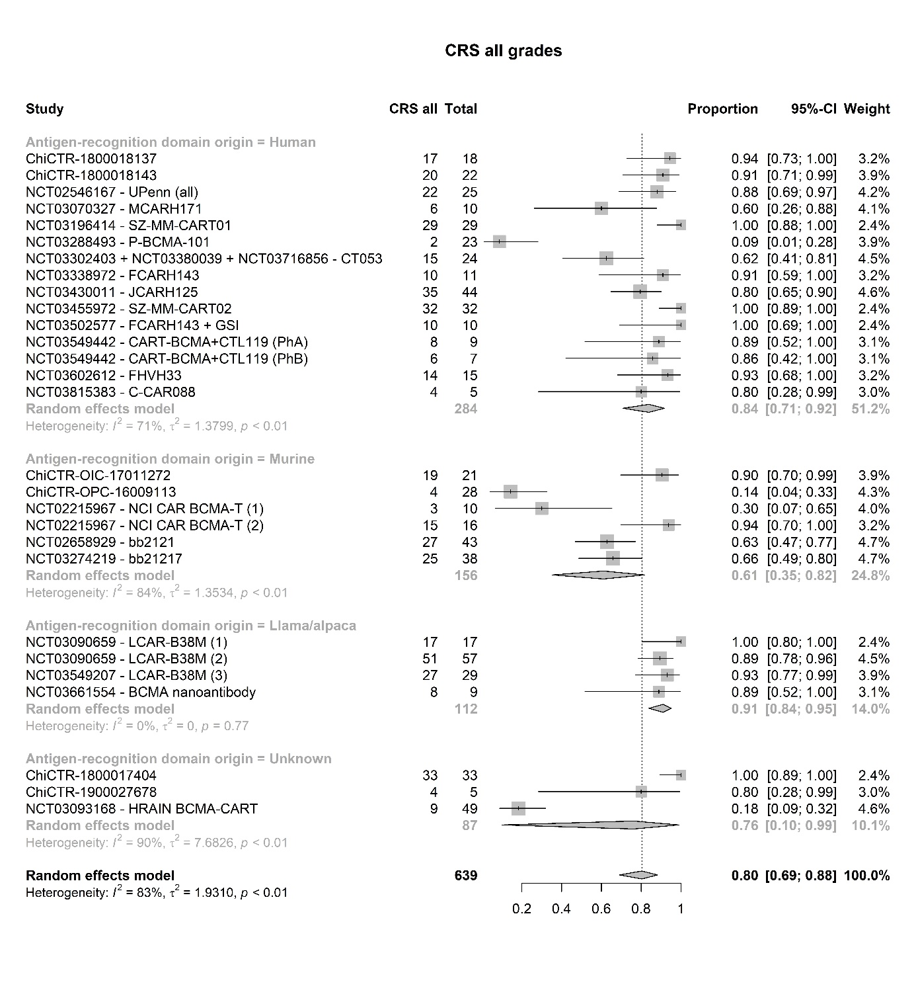 CRS all grades
Study CRS all Total Proportion 95%-CI Weight
Antigen-recognition domain origin = Human
ChiCTR-1800018137 17 18 0.94 [0.73; 1.00] 3.2%
ChiCTR-1800018143 20 22 0.91 [0.71; 0.99] 3.9%
NCT02546167 - UPenn (all) 22 25 0.88 [0.69; 0.97] 4.2%
NCT03070327 - MCARH171 6 10 0.60 [0.26; 0.88] 4.1%
NCT03196414 - SZ-MM-CART01 29 29 1.00 [0.88; 1.00] 2.4%
NCT03288493 - P-BCMA-101 2 23 0.09 [0.01; 0.28] 3.9%
NCT03302403 + NCT03380039 + NCT03716856 - CT053 15 24 0.62 [0.41; 0.81] 4.5%
NCT03338972 - FCARH143 10 11 0.91 [0.59; 1.00] 3.2%
NCT03430011 - JCARH125 35 44 0.80 [0.65; 0.90] 4.6%
NCT03455972 - SZ-MM-CART02 32 32 1.00 [0.89; 1.00] 2.4%
NCT03502577 - FCARH143 + GSI 10 10 1.00 [0.69; 1.00] 2.4%
NCT03549442 - CART-BCMA+CTL119 (PhA) 8 9 0.89 [0.52; 1.00] 3.1%
NCT03549442 - CART-BCMA+CTL119 (PhB) 6 7 0.86 [0.42; 1.00] 3.1%
NCT03602612 - FHVH33 14 15 0.93 [0.68; 1.00] 3.2%
NCT03815383 - C-CAR088 4 5 0.80 [0.28; 0.99] 3.0%
Random effects model 284 0.84 [0.71; 0.92] 51.2%
Heterogeneity: I² = 71%, τ² = 1.3799, p < 0.01
Antigen-recognition domain origin = Murine
ChiCTR-OIC-17011272 19 21 0.90 [0.70; 0.99] 3.9%
ChiCTR-OPC-16009113 4 28 0.14 [0.04; 0.33] 4.3%
NCT02215967 - NCI CAR BCMA-T (1) 3 10 0.30 [0.07; 0.65] 4.0%
NCT02215967 - NCI CAR BCMA-T (2) 15 16 0.94 [0.70; 1.00] 3.2%
NCT02658929 - bb2121 27 43 0.63 [0.47; 0.77] 4.7%
NCT03274219 - bb21217 25 38 0.66 [0.49; 0.80] 4.7%
Random effects model 156 0.61 [0.35; 0.82] 24.8%
Heterogeneity: I² = 84%, τ² = 1.3534, p < 0.01
Antigen-recognition domain origin = Llama/alpaca
NCT03090659 - LCAR-B38M (1) 17 17 1.00 [0.80; 1.00] 2.4%
NCT03090659 - LCAR-B38M (2) 51 57 0.89 [0.78; 0.96] 4.5%
NCT03549207 - LCAR-B38M (3) 27 29 0.93 [0.77; 0.99] 3.9%
NCT03661554 - BCMA nanoantibody 8 9 0.89 [0.52; 1.00] 3.1%
Random effects model 112 0.91 [0.84; 0.95] 14.0%
Heterogeneity: I² = 0%, τ² = 0, p = 0.77
Antigen-recognition domain origin = Unknown
ChiCTR-1800017404 33 33 1.00 [0.89; 1.00] 2.4%
ChiCTR-1900027678 4 5 0.80 [0.28; 0.99] 3.0%
NCT03093168 - HRAIN BCMA-CART 9 49 0.18 [0.09; 0.32] 4.6%
Random effects model 87 0.76 [0.10; 0.99] 10.1%
Heterogeneity: I² = 90%, τ² = 7.6826, p < 0.01
Random effects model 639 0.80 [0.69; 0.88] 100.0%
Heterogeneity: I² = 83%, τ² = 1.9310, p < 0.01
0.2 0.4 0.6 0.8 1